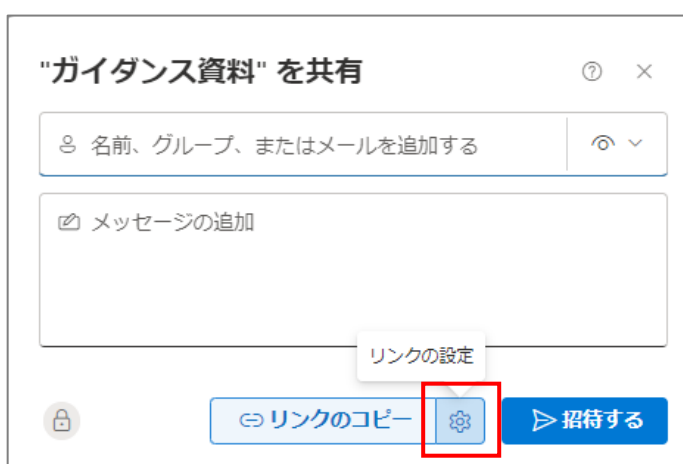 "ガイダンス資料" を共有
名前、グループ、またはメールを追加する
メッセージの追加
リンクの設定
リンクのコピー
招待する